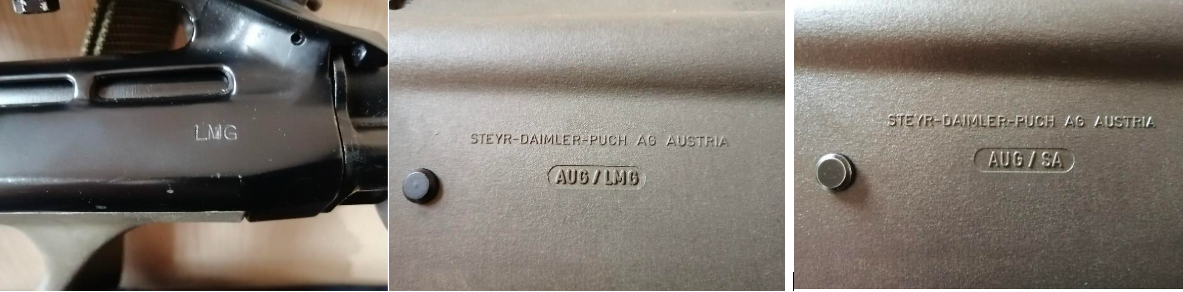 LMG
STEYR-DAIMLER-PUCH AG AUSTRIA
AUG/LMG
STEYR-DAIMLER-PUCH AG AUSTRIA
AUG/SA